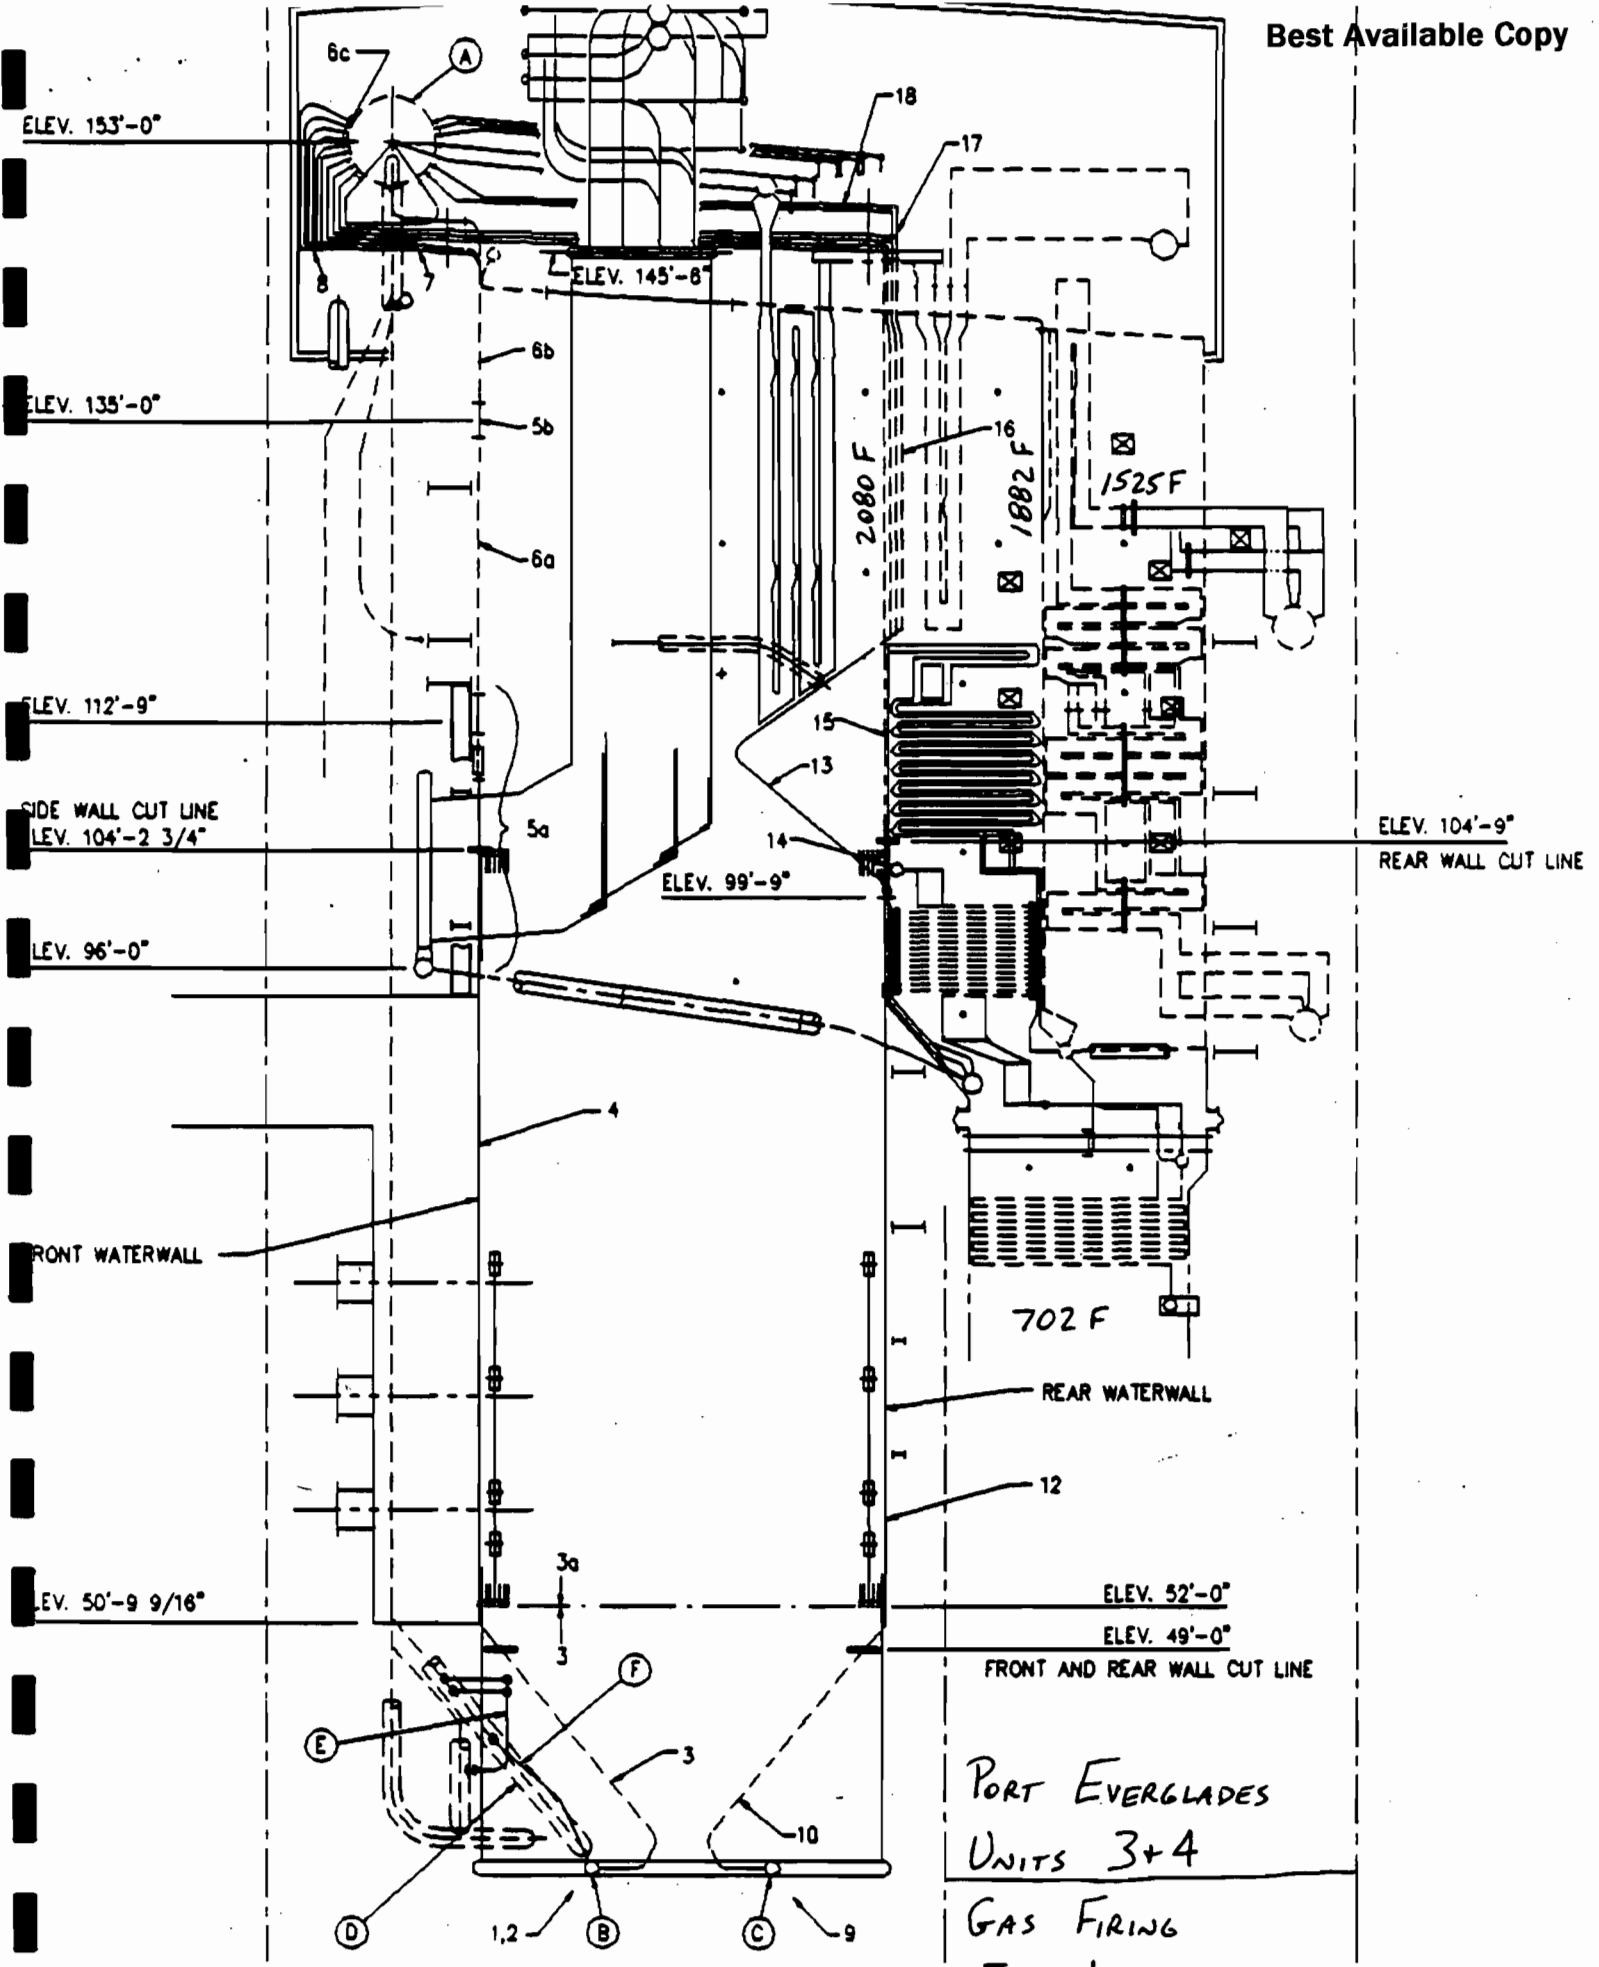 Best Available Copy
6c
A
ELEV. 153'-0"
18
17
8
7
ELEV. 145'-6"
6b
ELEV. 135'-0"
5b
16
2080 F
1882 F
1525 F
6a
ELEV. 112'-9"
15
13
SIDE WALL CUT LINE
ELEV. 104'-2 3/4"
5a
14
ELEV. 104'-9"
REAR WALL CUT LINE
ELEV. 99'-9"
LEV. 96'-0"
4
RONT WATERWALL
702 F
REAR WATERWALL
12
3a
LEV. 50'-9 9/16"
3
ELEV. 52'-0"
ELEV. 49'-0"
FRONT AND REAR WALL CUT LINE
F
E
3
10
D
1,2
B
C
9
PORT EVERGLADES
UNITS 3+4
GAS FIRING